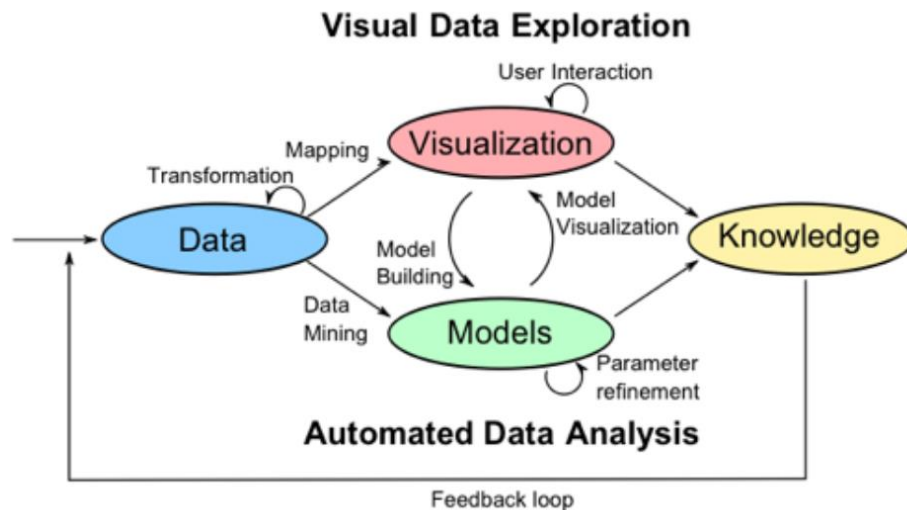 Visual Data Exploration
User Interaction
Visualization
Mapping
Transformation
Data
Model
Visualization
Knowledge
Model
Building
Data
Mining
Models
Parameter
refinement
Automated Data Analysis
Feedback loop